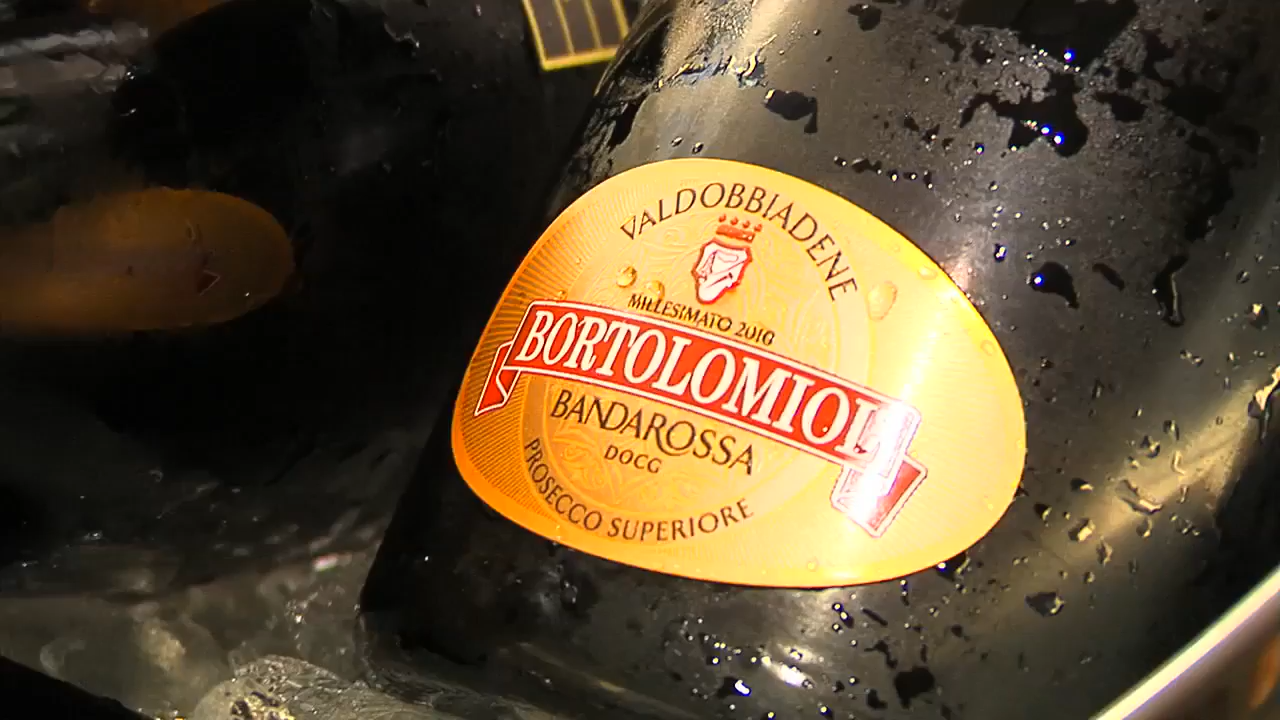 VALDOBBIADENE
MILLESIMATO 2010
BORTOLOMIOL
BANDAROSSA
DOCG
PROSECCO SUPERIORE